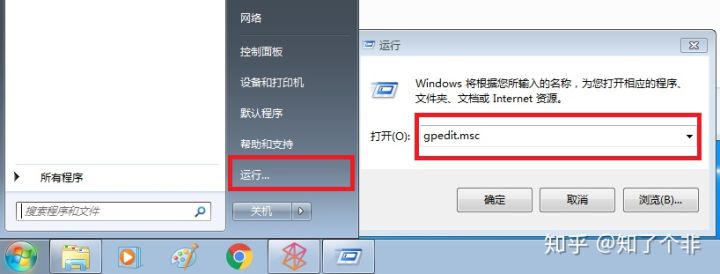 网络
控制面板
设备和打印机
默认程序
帮助和支持
运行...
所有程序
搜索程序和文件
关机
运行
Windows 将根据您所输入的名称，为您打开相应的程序、
文件夹、文档或 Internet 资源。
打开(O):
gpedit.msc
确定
取消
浏览(B)...
知乎 @知了个非